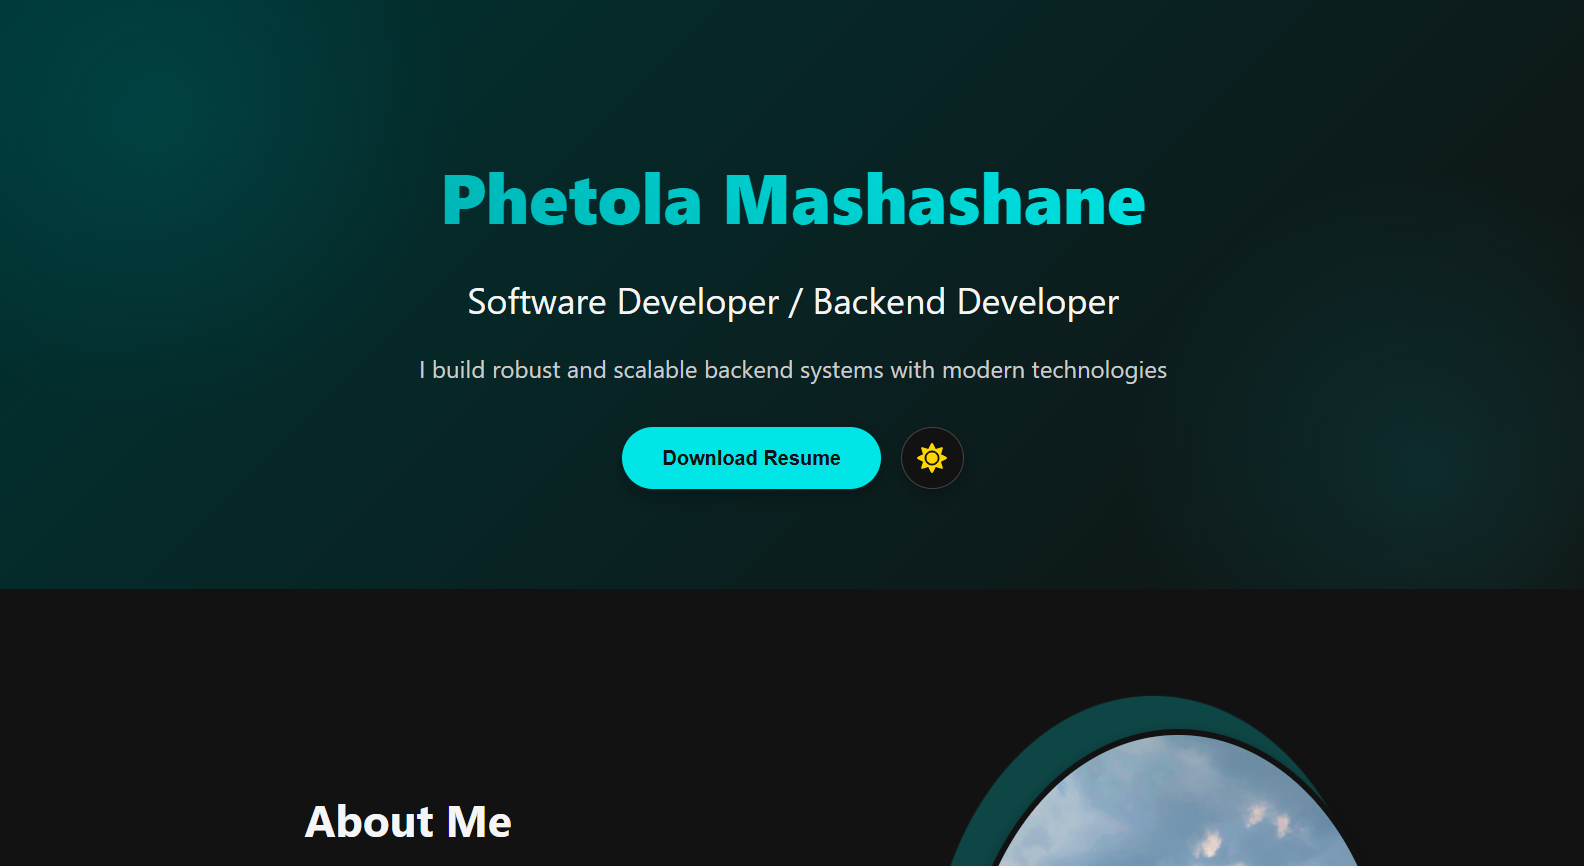 Phetola Mashashane
Software Developer / Backend Developer
I build robust and scalable backend systems with modern technologies
Download Resume
About Me